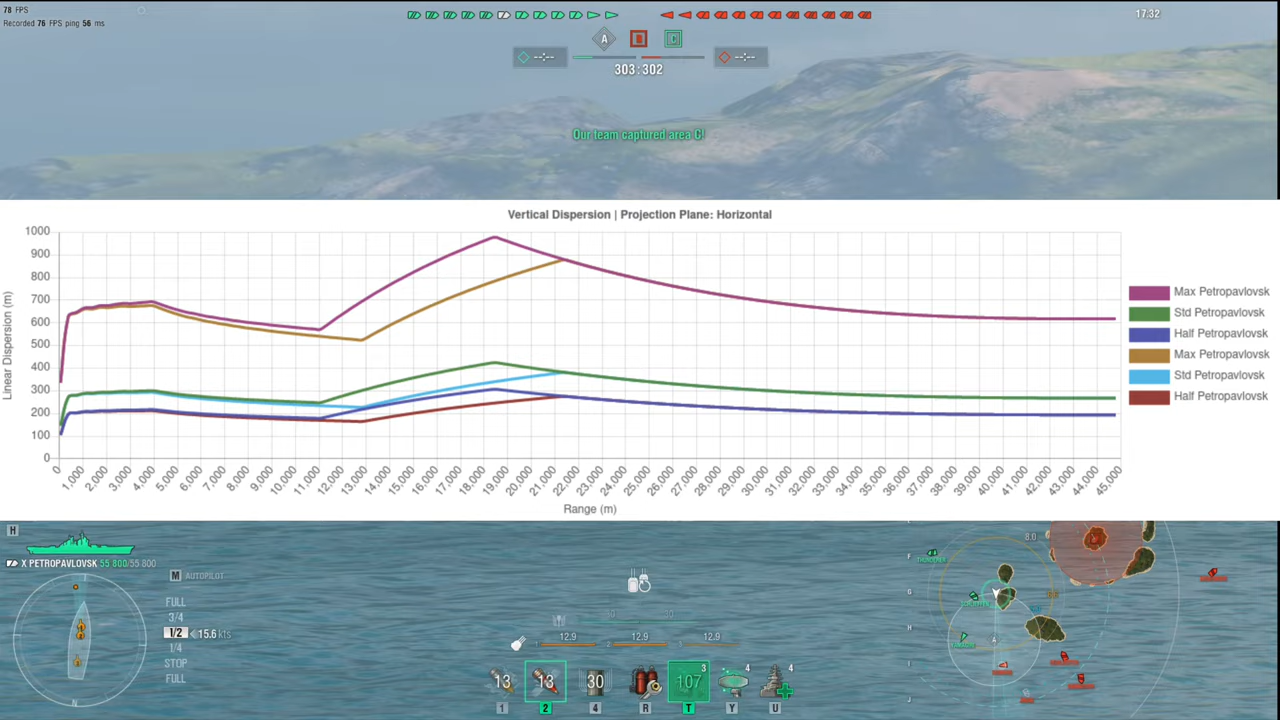 78 FPS
Recorded 76 FPS ping 56 ms
17:32
A
--:--
--:--
303:302
Our team captured area C!
Vertical Dispersion | Projection Plane: Horizontal
Linear Dispersion (m)
1000
900
800
700
600
500
400
300
200
100
0
0 1,000 2,000 3,000 4,000 5,000 6,000 7,000 8,000 9,000 10,000 11,000 12,000 13,000 14,000 15,000 16,000 17,000 18,000 19,000 20,000 21,000 22,000 23,000 24,000 25,000 26,000 27,000 28,000 29,000 30,000 31,000 32,000 33,000 34,000 35,000 36,000 37,000 38,000 39,000 40,000 41,000 42,000 43,000 44,000 45,000
Range (m)
Max Petropavlovsk
Std Petropavlovsk
Half Petropavlovsk
Max Petropavlovsk
Std Petropavlovsk
Half Petropavlovsk
H
X PETROPAVLOVSK 55 800/55 800
M AUTOPILOT
FULL
3/4
1/2 15.6 kts
1/4
STOP
FULL
N
1 12.9 2 12.9 3 12.9
13 13 30 3 107 4 4
1 2 4 R T Y U
8.0
F
G
H
I
J
A
THUNDERER